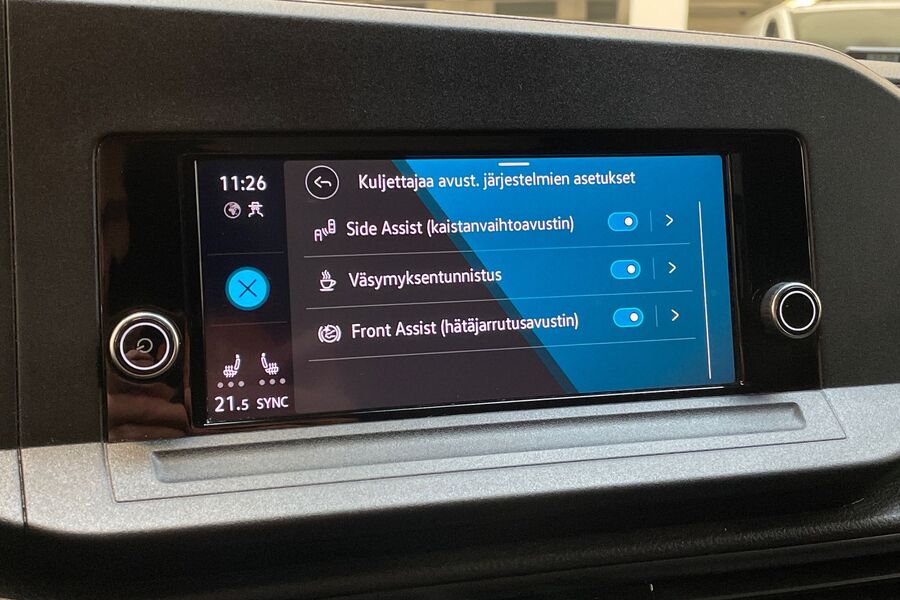 11:26
Kuljettajaa avust. järjestelmien asetukset
Side Assist (kaistanvaihtoavustin)
Väsymyksentunnistus
Front Assist (hätäjarrutusavustin)
21.5 SYNC